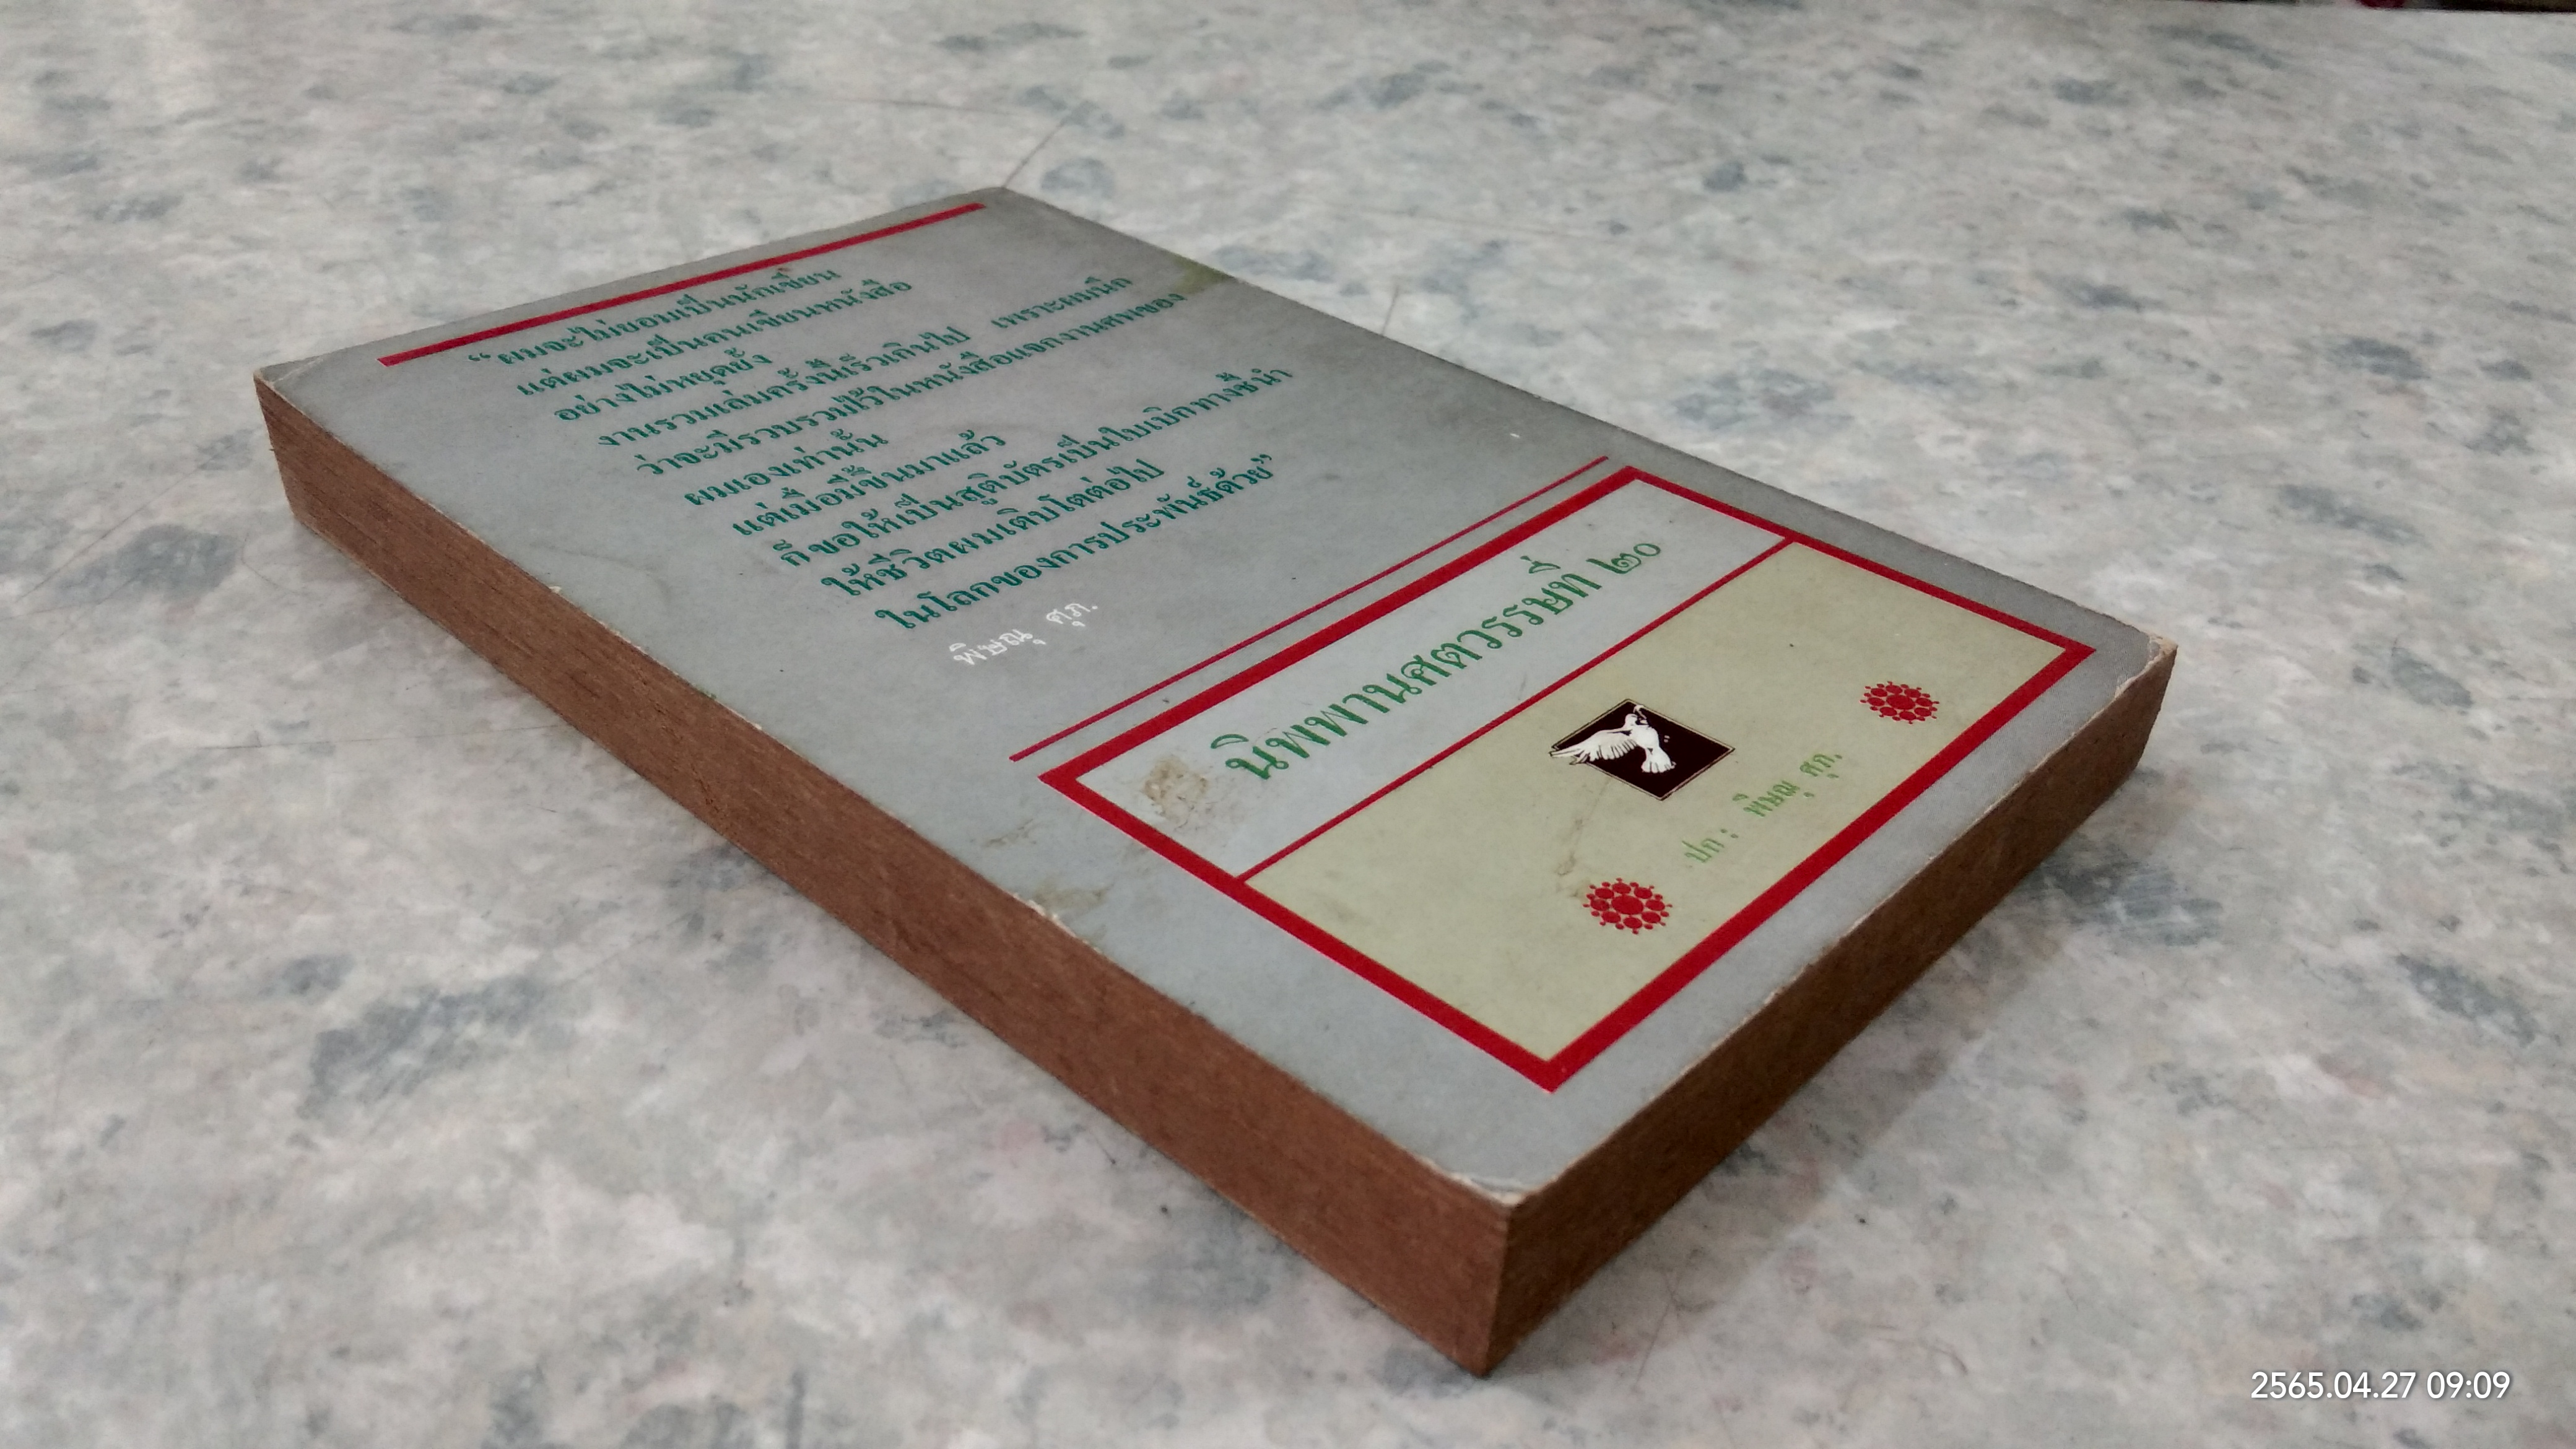 “ผมจะไม่ยอมเป็นนักเขียน
แต่ผมจะเป็นคนเขียนหนังสือ
อย่างไม่หยุดยั้ง
งานรวมเล่มครั้งนี้เร็วเกินไป เพราะผมนึก
ว่าจะมีรวบรวมไว้ในหนังสือแจกงานศพของ
ผมเองเท่านั้น
แต่เมื่อมีขึ้นมาแล้ว
ก็ขอให้เป็นสูติบัตรเป็นใบเบิกทางชี้นำ
ให้ชีวิตผมเติบโตต่อไป
ในโลกของการประพันธ์ด้วย”
พิษณุ ศุภ.
นิพพานศตวรรษที่ ๒๐
ปก : พิษณุ ศุภ.
2565.04.27 09:09